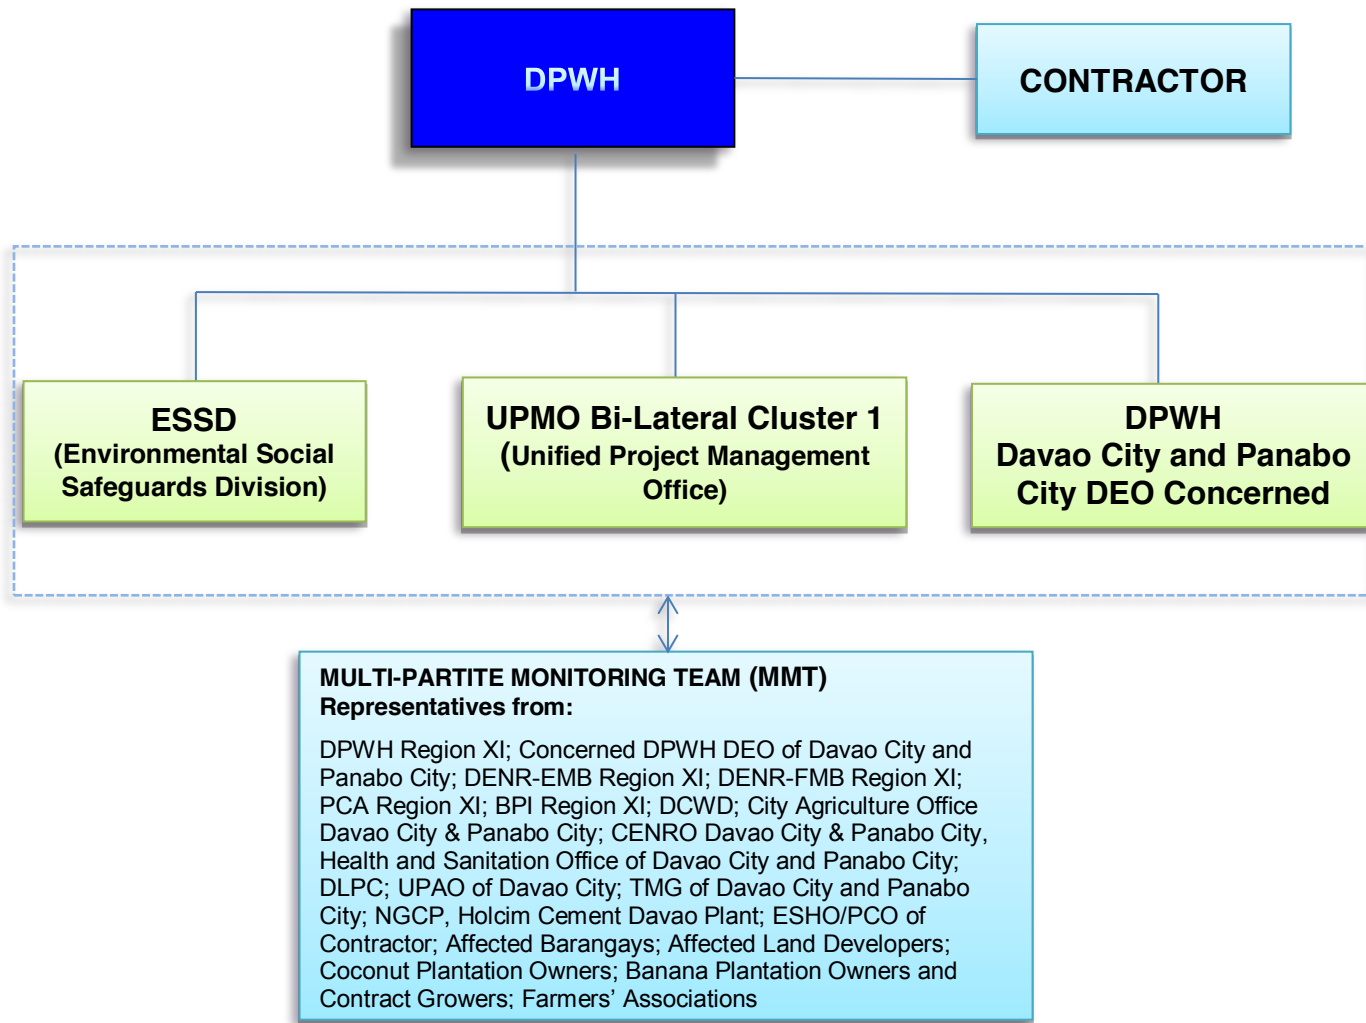 DPWH
CONTRACTOR
ESSD
(Environmental Social
Safeguards Division)
UPMO Bi-Lateral Cluster 1
(Unified Project Management
Office)
DPWH
Davao City and Panabo
City DEO Concerned
MULTI-PARTITE MONITORING TEAM (MMT)
Representatives from:
DPWH Region XI; Concerned DPWH DEO of Davao City and
Panabo City; DENR-EMB Region XI; DENR-FMB Region XI;
PCA Region XI; BPI Region XI; DCWD; City Agriculture Office
Davao City & Panabo City; CENRO Davao City & Panabo City,
Health and Sanitation Office of Davao City and Panabo City;
DLPC; UPAO of Davao City; TMG of Davao City and Panabo
City; NGCP, Holcim Cement Davao Plant; ESHO/PCO of
Contractor; Affected Barangays; Affected Land Developers;
Coconut Plantation Owners; Banana Plantation Owners and
Contract Growers; Farmers’ Associations